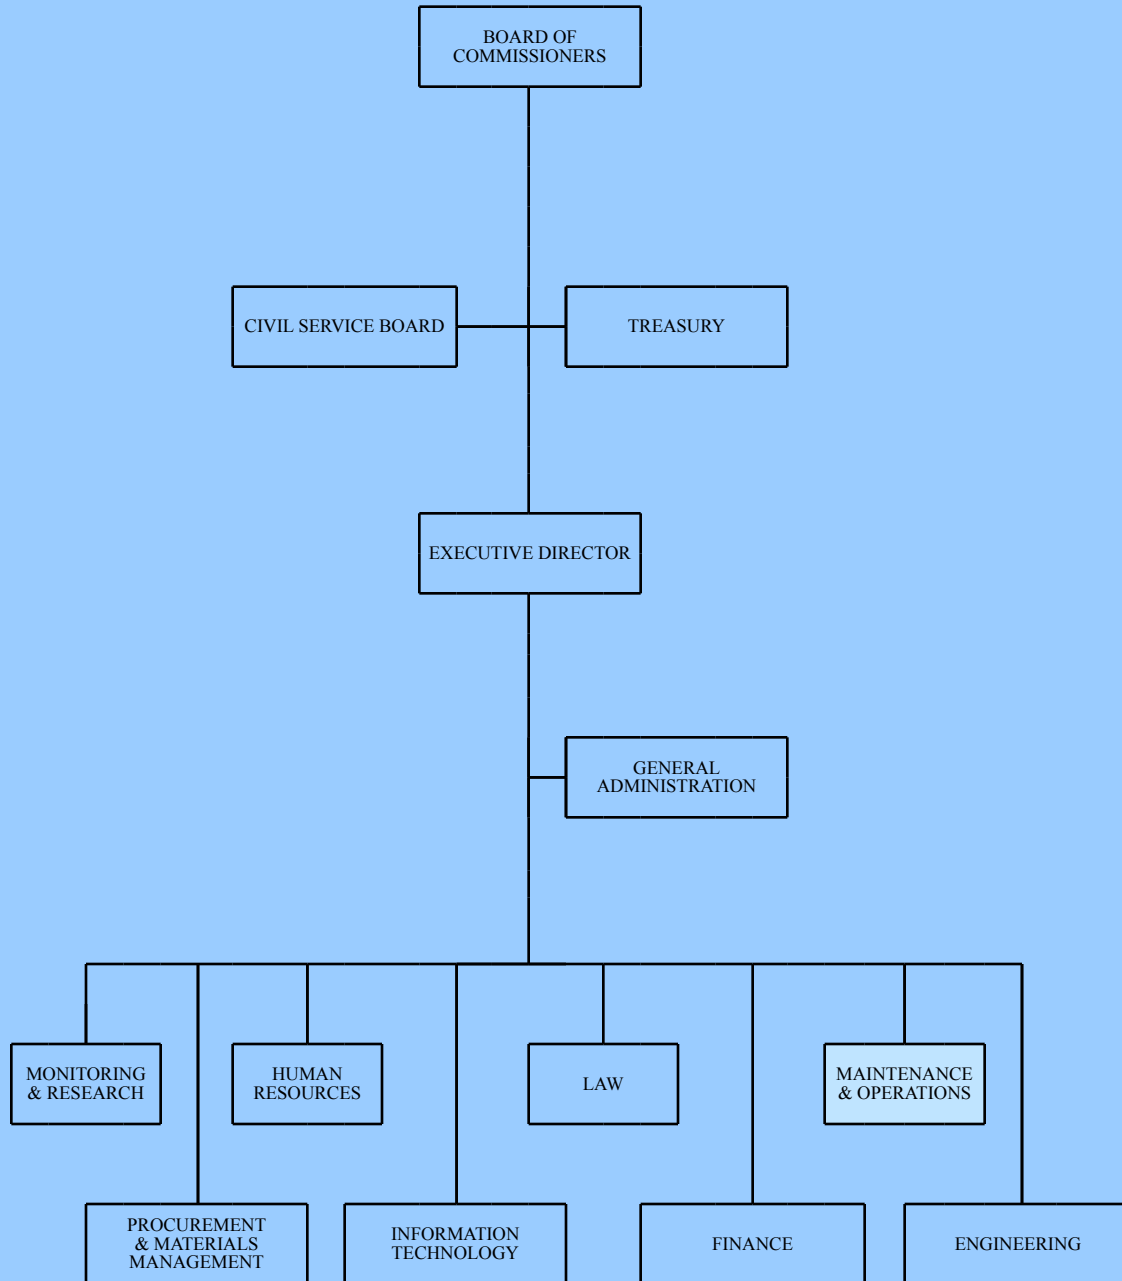 BOARD OF
COMMISSIONERS
CIVIL SERVICE BOARD
TREASURY
EXECUTIVE DIRECTOR
GENERAL
ADMINISTRATION
MONITORING
& RESEARCH
HUMAN
RESOURCES
LAW
MAINTENANCE
& OPERATIONS
PROCUREMENT
& MATERIALS
MANAGEMENT
INFORMATION
TECHNOLOGY
FINANCE
ENGINEERING